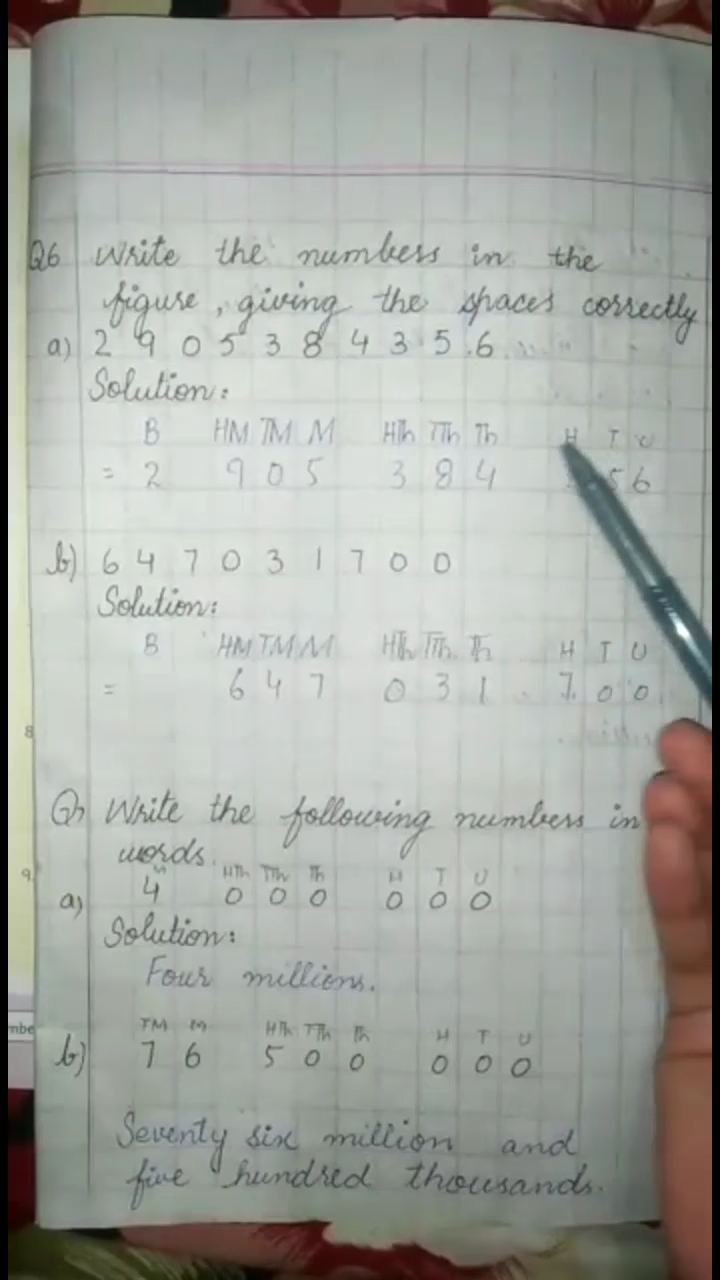 Q6 Write the numbers in the
figure, giving the spaces correctly
a) 2 9 0 5 3 8 4 3 5 6
Solution:
B HM TM M HTh TTh Th H T U
= 2 9 0 5 3 8 4 5 6
b) 6 4 7 0 3 1 7 0 0
Solution:
B HM TM M HTh TTh Th H T U
= 6 4 7 0 3 1 7 0 0
8
Q7 Write the following numbers in
words.
9
M HTh TTh Th H T U
a) 4 0 0 0 0 0 0
Solution:
Four millions.
TM M HTh TTh Th H T U
b) 7 6 5 0 0 0 0 0
Seventy six million and
five hundred thousands.